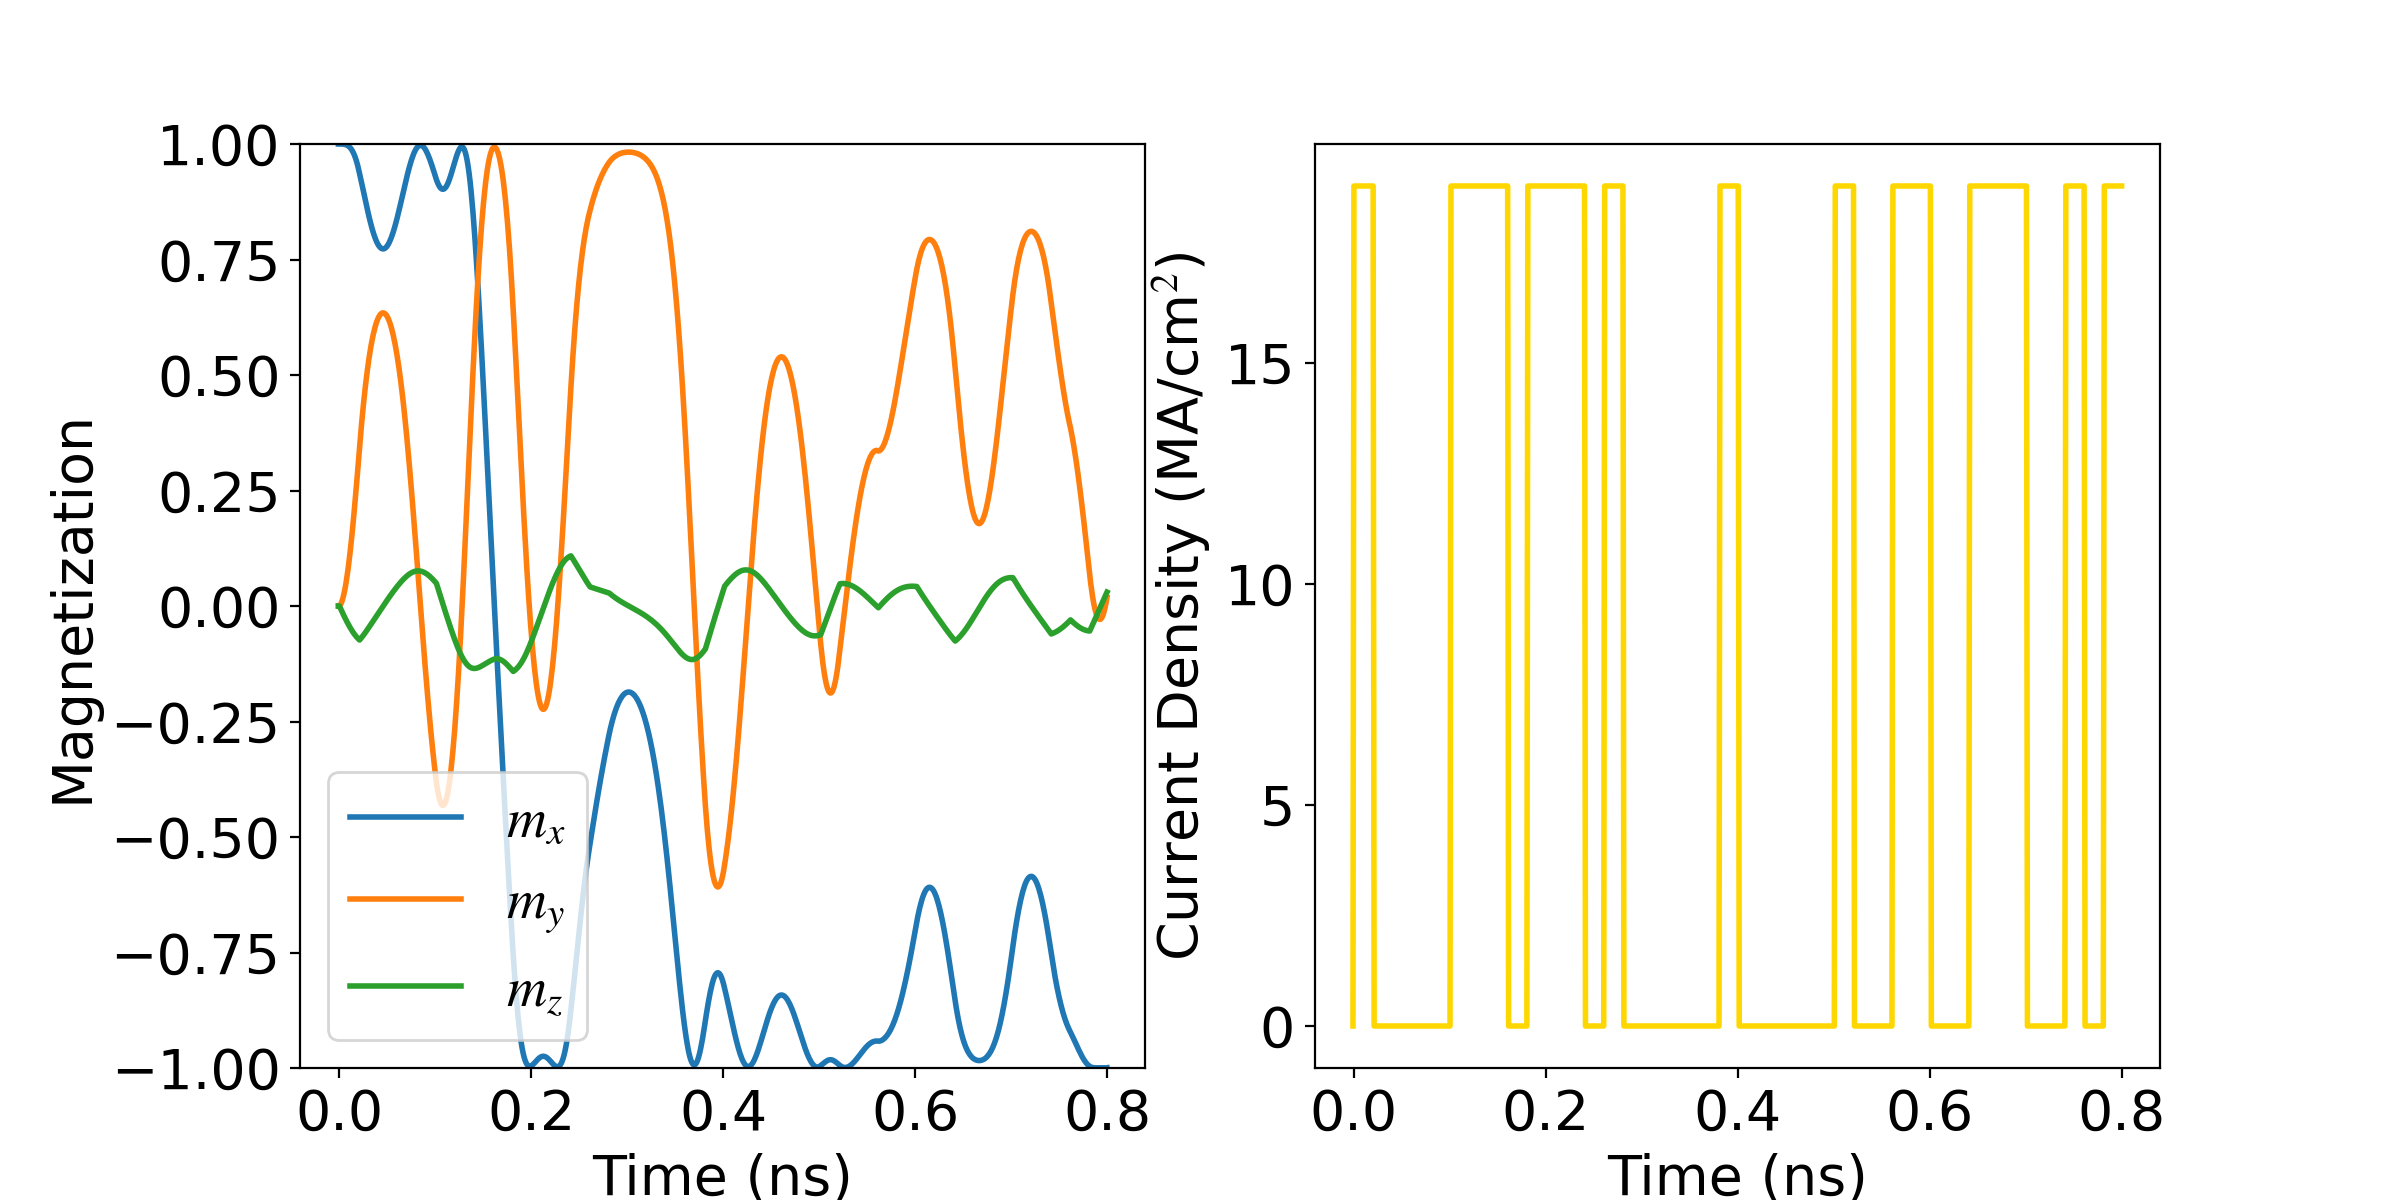 Magnetization
1.00
0.75
0.50
0.25
0.00
−0.25
−0.50
−0.75
−1.00
m_x
m_y
m_z
0.0 0.2 0.4 0.6 0.8
Time (ns)
Current Density (MA/cm²)
15
10
5
0
0.0 0.2 0.4 0.6 0.8
Time (ns)